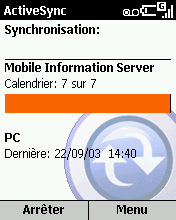 ActiveSync
G
Synchronisation:
Mobile Information Server
Calendrier: 7 sur 7
PC
Dernière: 22/09/03 14:40
Arrêter Menu